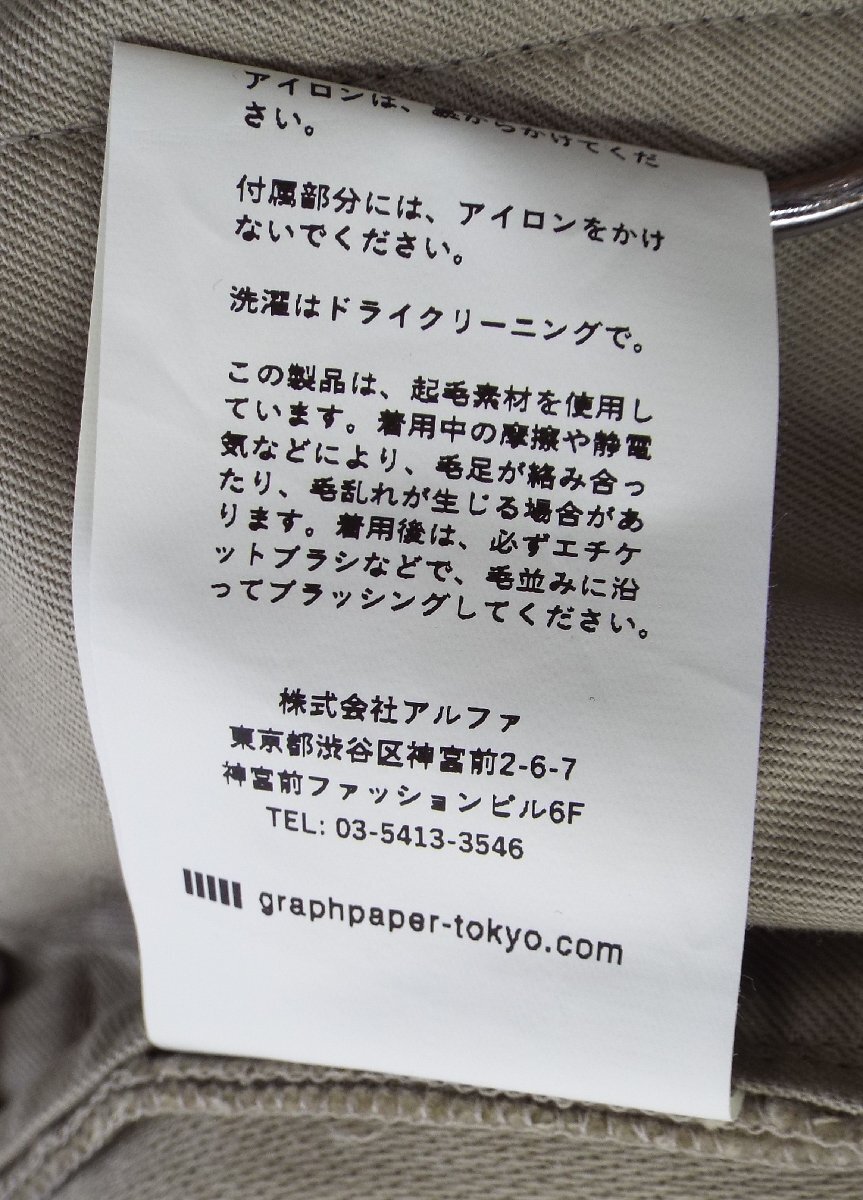 アイロンは、裏からかけてくだ
さい。
付属部分には、アイロンをかけ
ないでください。
洗濯はドライクリーニングで。
この製品は、起毛素材を使用し
ています。着用中の摩擦や静電
気などにより、毛足が絡み合っ
たり、毛乱れが生じる場合があ
ります。着用後は、必ずエチケ
ットブラシなどで、毛並みに沿
ってブラッシングしてください。
株式会社アルファ
東京都渋谷区神宮前2-6-7
神宮前ファッションビル6F
TEL: 03-5413-3546
graphpaper-tokyo.com